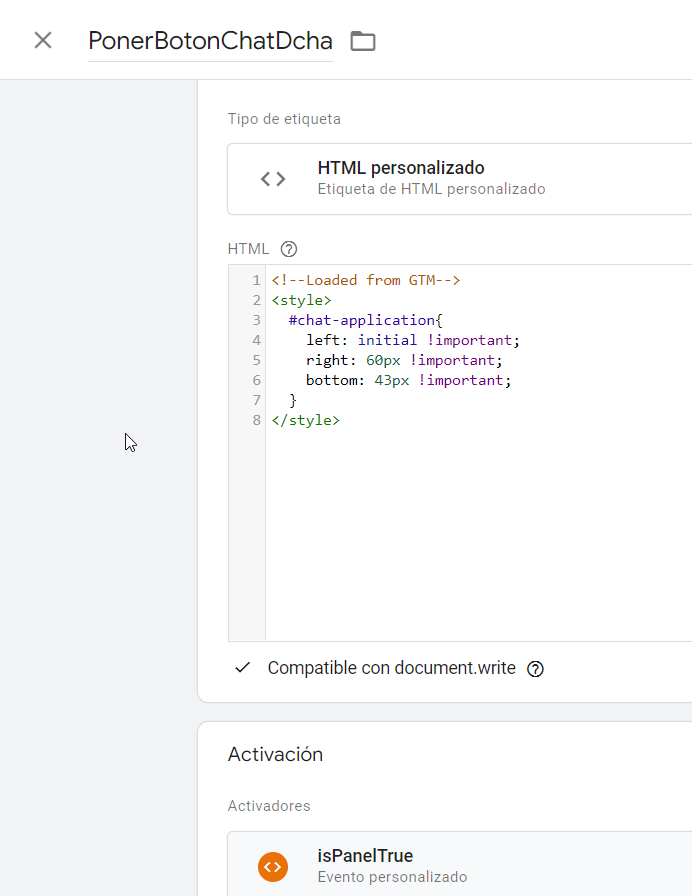 PonerBotonChatDcha
Tipo de etiqueta
HTML personalizado
Etiqueta de HTML personalizado
HTML
1 <!--Loaded from GTM-->
2 <style>
3 #chat-application{
4 left: initial !important;
5 right: 60px !important;
6 bottom: 43px !important;
7 }
8 </style>
Compatible con document.write
Activación
Activadores
isPanelTrue
Evento personalizado